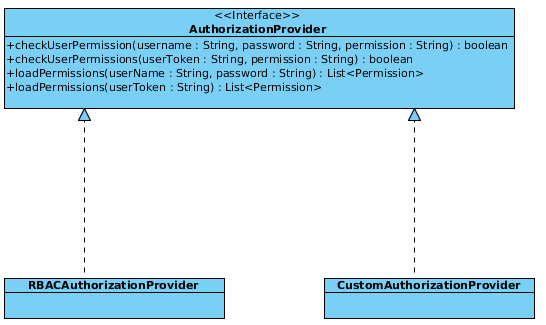 <<Interface>>
AuthorizationProvider
+checkUserPermission(username : String, password : String, permission : String) : boolean
+checkUserPermissions(userToken : String, permission : String) : boolean
+loadPermissions(userName : String, password : String) : List<Permission>
+loadPermissions(userToken : String) : List<Permission>
RBACAuthorizationProvider
CustomAuthorizationProvider